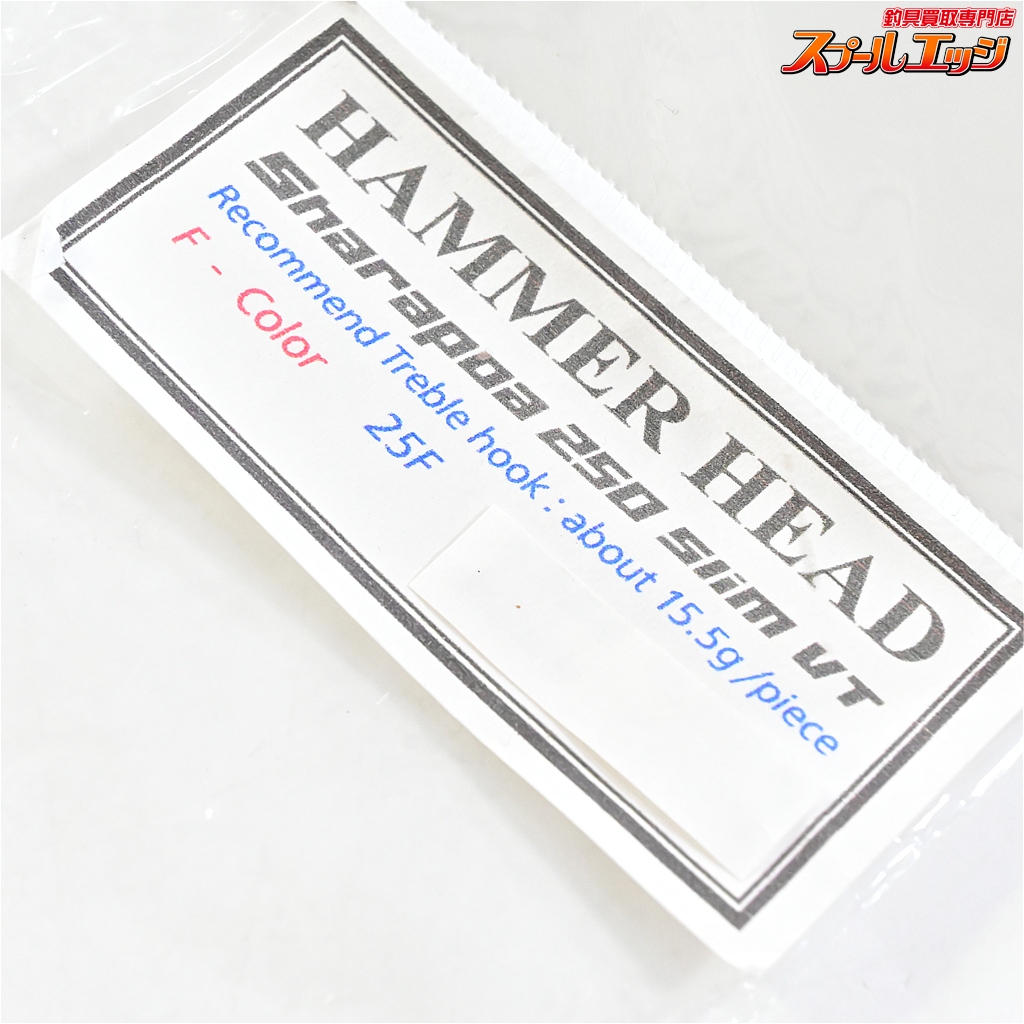 釣具買取専門店
スプールエッジ
HAMMER HEAD
Sharapoa 250 Slim VT
Recommend Treble hook : about 15.5g /piece
F - Color
25F